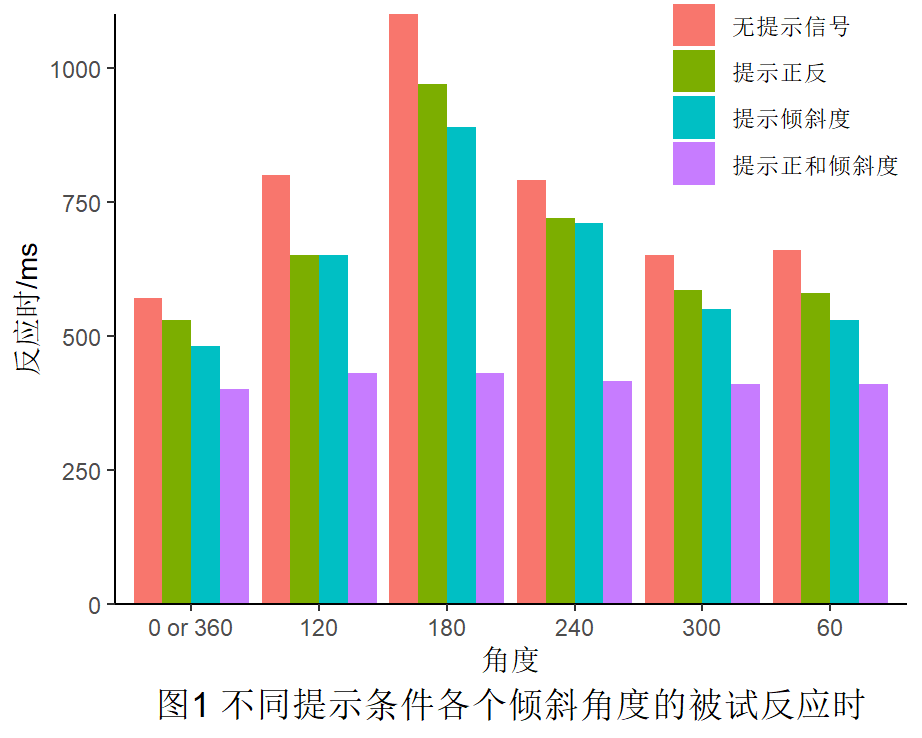 无提示信号
提示正反
提示倾斜度
提示正和倾斜度
反应时/ms
1000
750
500
250
0
0 or 360
120
180
240
300
60
角度
图1 不同提示条件各个倾斜角度的被试反应时